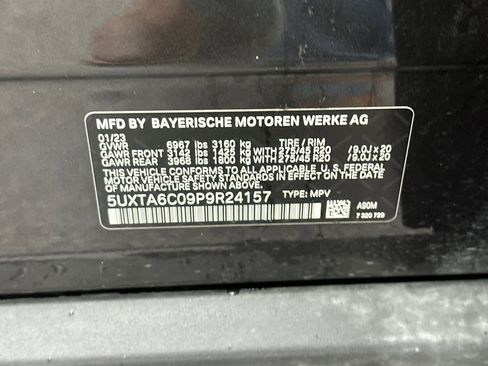 MFD BY BAYERISCHE MOTOREN WERKE AG
01/23
GVWR 6967 lbs 3160 kg TIRE / RIM
GAWR FRONT 3142 lbs 1425 kg WITH 275/45 R20 /9.0J x 20
GAWR REAR 3968 lbs 1800 kg WITH 275/45 R20 /9.0J x 20
THIS VEHICLE CONFORMS TO ALL APPLICABLE U. S. FEDERAL
MOTOR VEHICLE SAFETY STANDARDS IN EFFECT ON THE
DATE OF MANUFACTURE SHOWN ABOVE.
5UXTA6C09P9R24157 TYPE: MPV
A90M
7 320 729